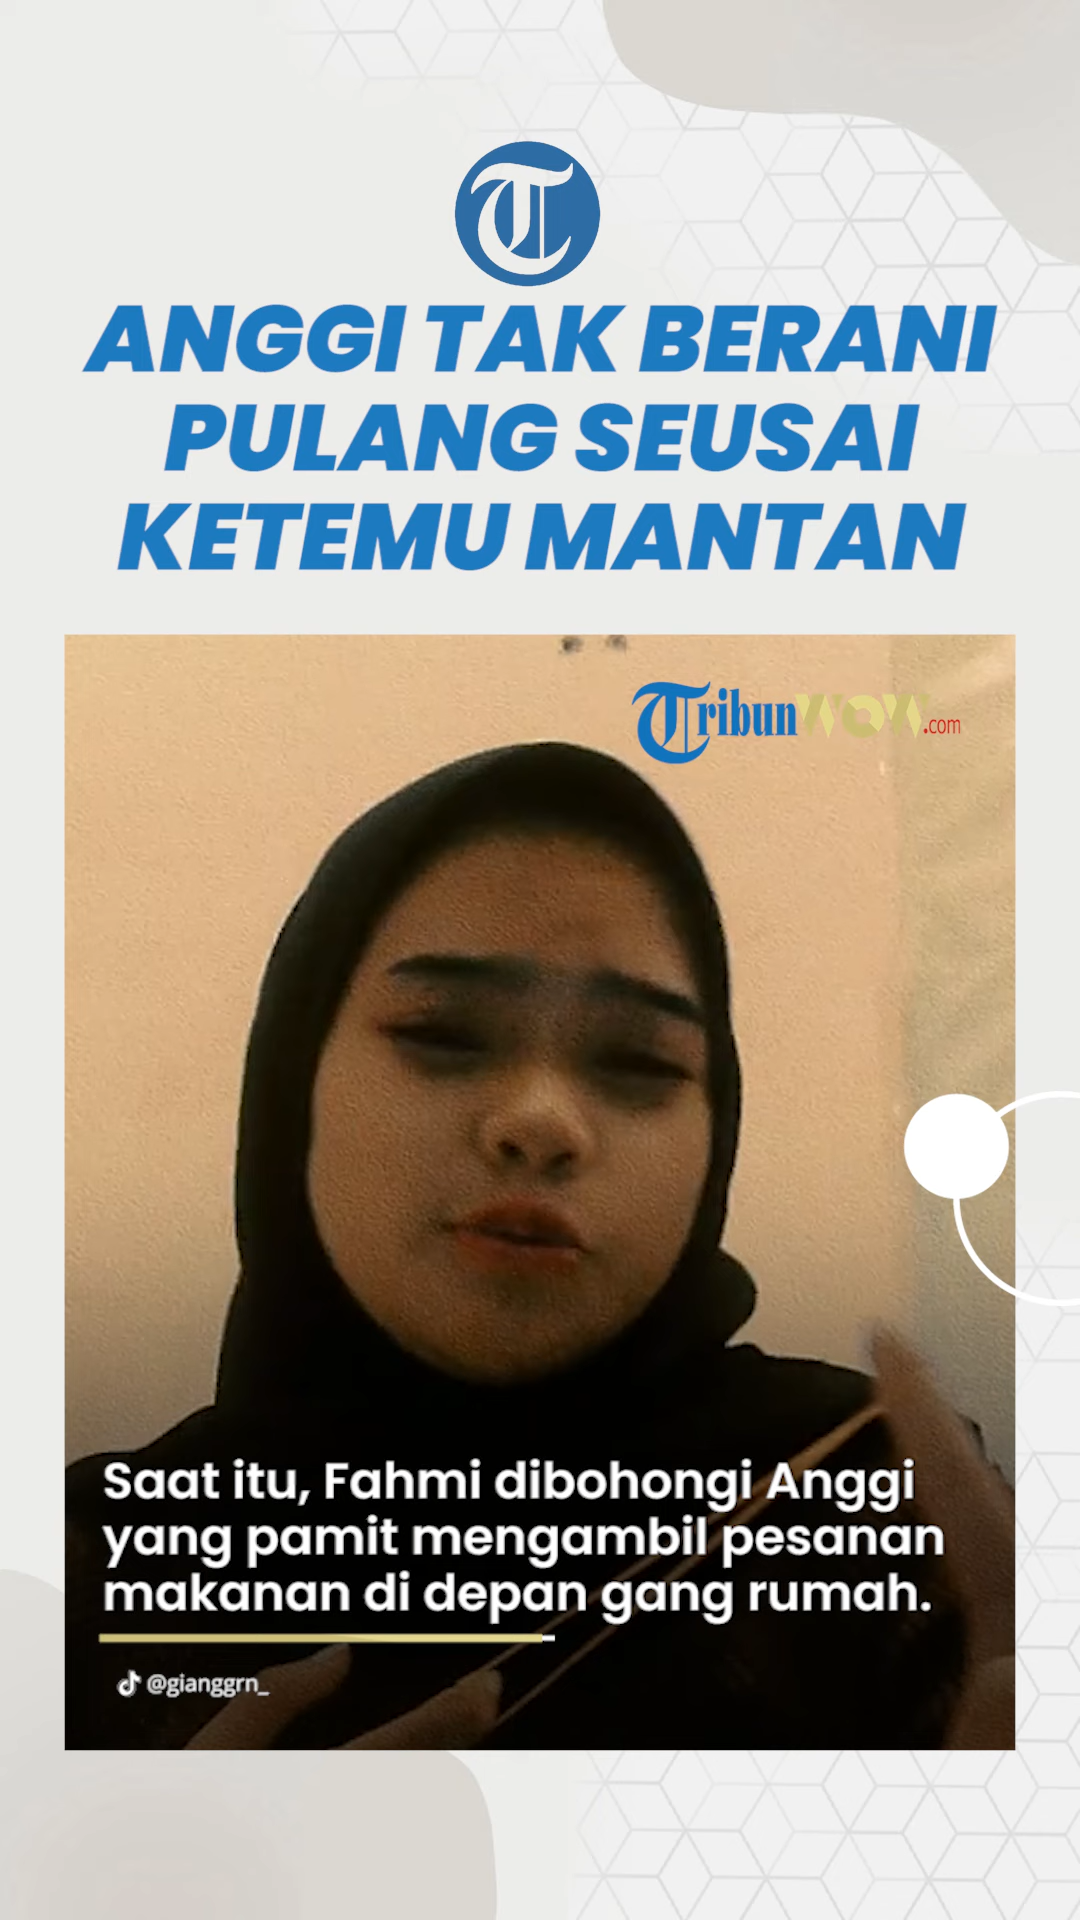 ANGGI TAK BERANI
PULANG SEUSAI
KETEMU MANTAN
TribunWOW.com
Saat itu, Fahmi dibohongi Anggi
yang pamit mengambil pesanan
makanan di depan gang rumah.
@gianggrn_